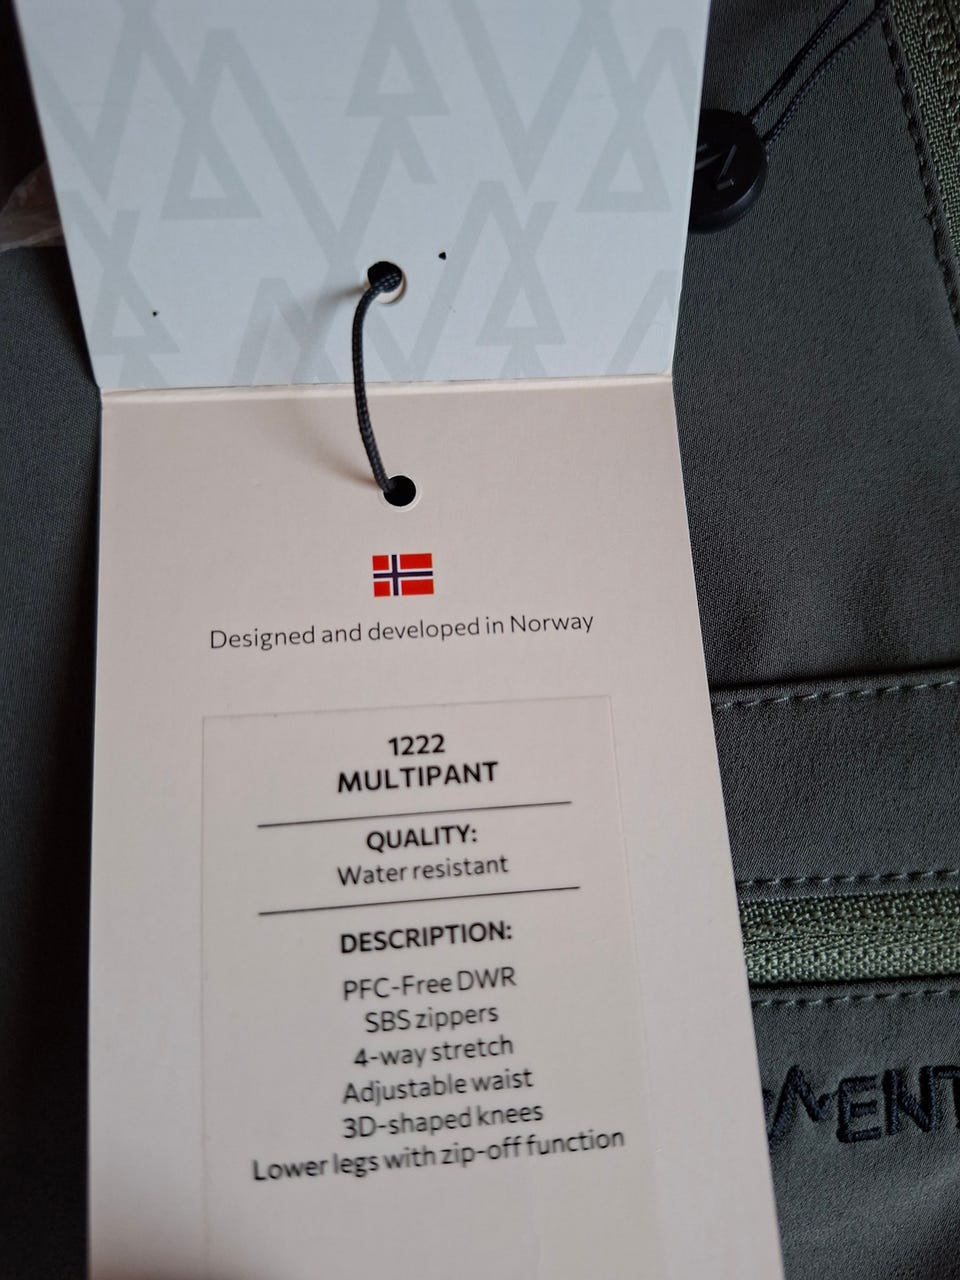 Designed and developed in Norway
1222
MULTIPANT
QUALITY:
Water resistant
DESCRIPTION:
PFC-Free DWR
SBS zippers
4-way stretch
Adjustable waist
3D-shaped knees
Lower legs with zip-off function